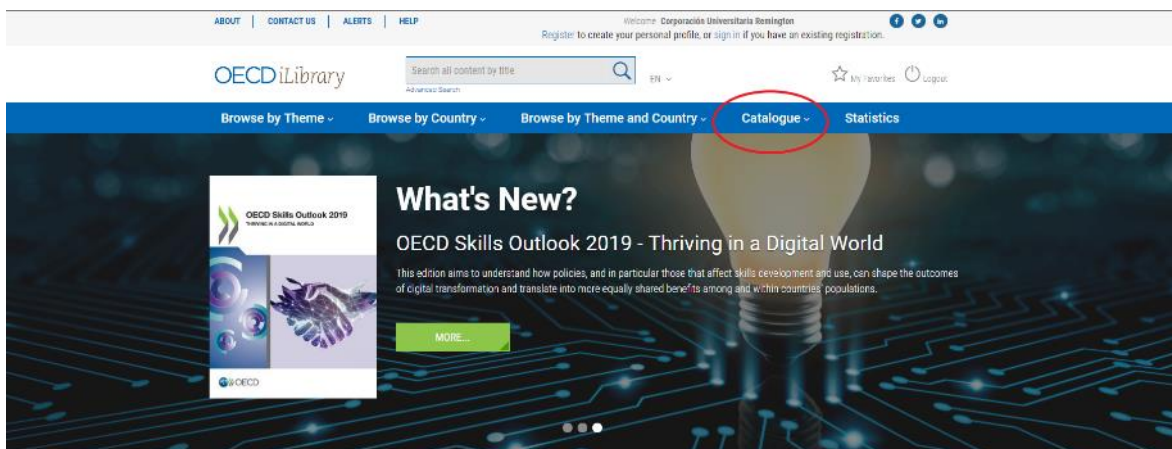 ABOUT | CONTACT US | ALERTS | HELP
Welcome Corporación Universitaria Remington
Register to create your personal profile, or sign in if you have an existing registration.
OECD iLibrary
Search all content by title
Advanced Search
EN
My Favorites
Logout
Browse by Theme
Browse by Country
Browse by Theme and Country
Catalogue
Statistics
OECD Skills Outlook 2019
THRIVING IN A DIGITAL WORLD
OECD
What's New?
OECD Skills Outlook 2019 - Thriving in a Digital World
This edition aims to understand how policies, and in particular those that affect skills development and use, can shape the outcomes
of digital transformation and translate into more equally shared benefits among and within countries' populations.
MORE...